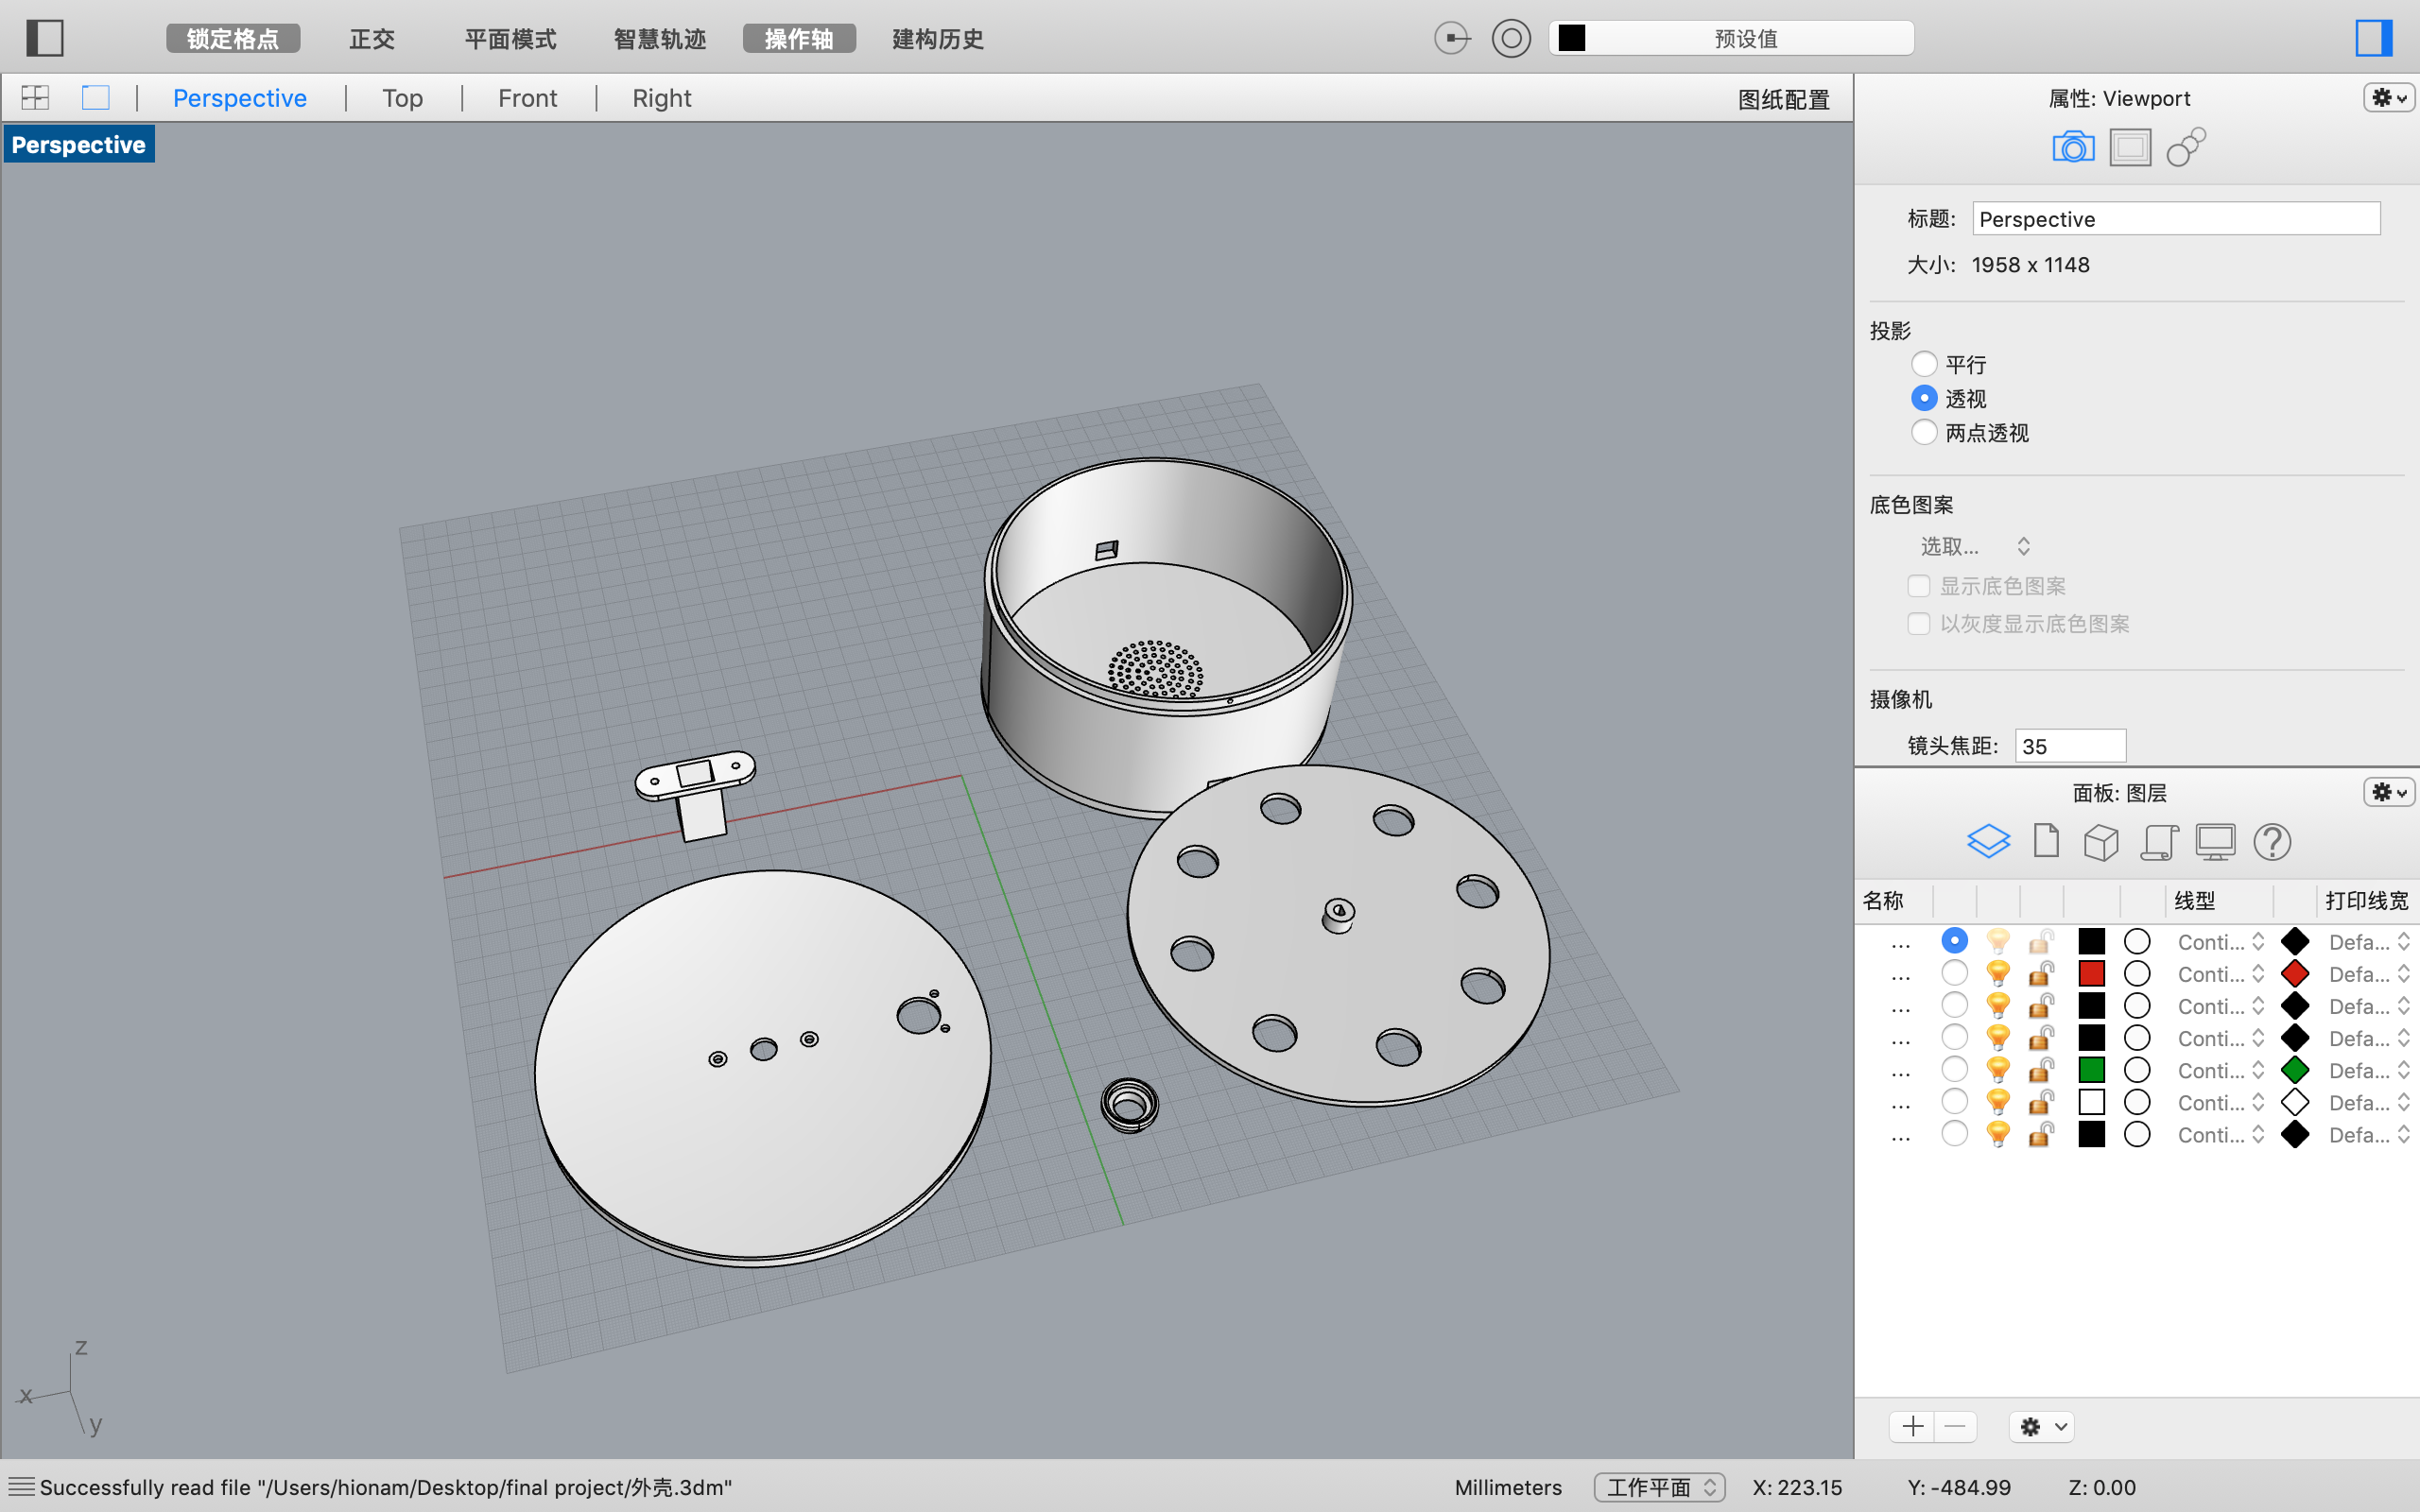 锁定格点 正交 平面模式 智慧轨迹 操作轴 建构历史 预设值
Perspective Top Front Right 图纸配置
Perspective
属性: Viewport
标题: Perspective
大小: 1958 x 1148
投影
平行
透视
两点透视
底色图案
选取...
显示底色图案
以灰度显示底色图案
摄像机
镜头焦距: 35
面板: 图层
名称 线型 打印线宽
... Conti... Defa...
... Conti... Defa...
... Conti... Defa...
... Conti... Defa...
... Conti... Defa...
... Conti... Defa...
... Conti... Defa...
z
x
y
Successfully read file "/Users/hionam/Desktop/final project/外壳.3dm" Millimeters 工作平面 X: 223.15 Y: -484.99 Z: 0.00